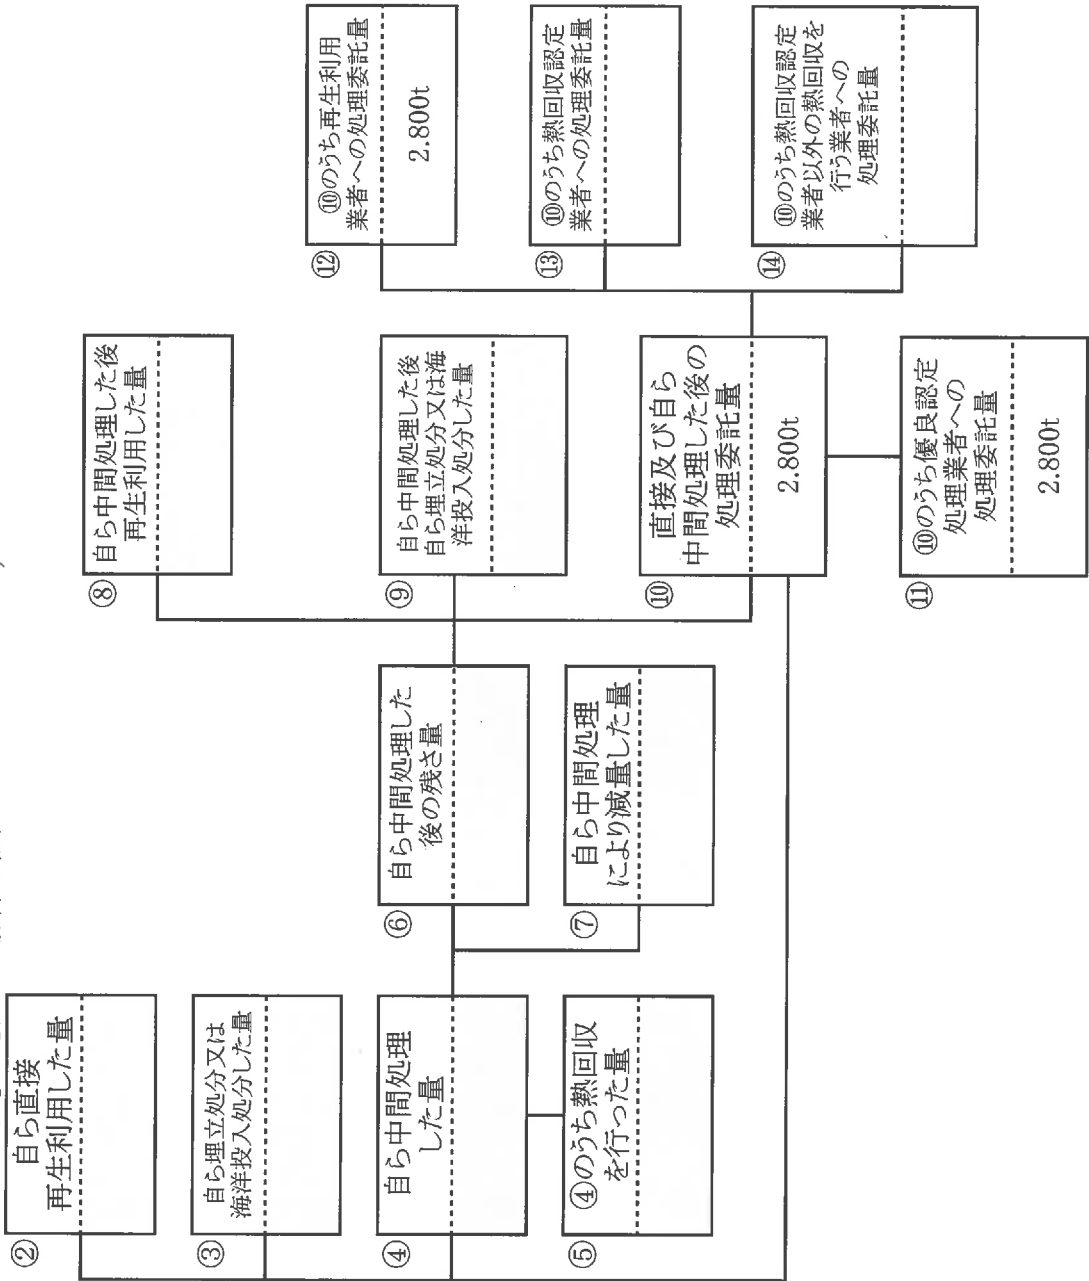 ②
自ら直接
再生利用した量
③
自ら埋立処分又は
海洋投入処分した量
④
自ら中間処理
した量
⑤
④のうち熱回収
を行った量
⑥
自ら中間処理した
後の残さ量
⑦
自ら中間処理
により減量した量
⑧
自ら中間処理した後
再生利用した量
⑨
自ら中間処理した後
自ら埋立処分又は海
洋投入処分した量
⑩
直接及び自ら
中間処理した後の
処理委託量
2.800t
⑪
⑩のうち優良認定
処理業者への
処理委託量
2.800t
⑫
⑩のうち再生利用
業者への処理委託量
2.800t
⑬
⑩のうち熱回収認定
業者への処理委託量
⑭
⑩のうち熱回収認定
業者以外の熱回収を
行う業者への
処理委託量